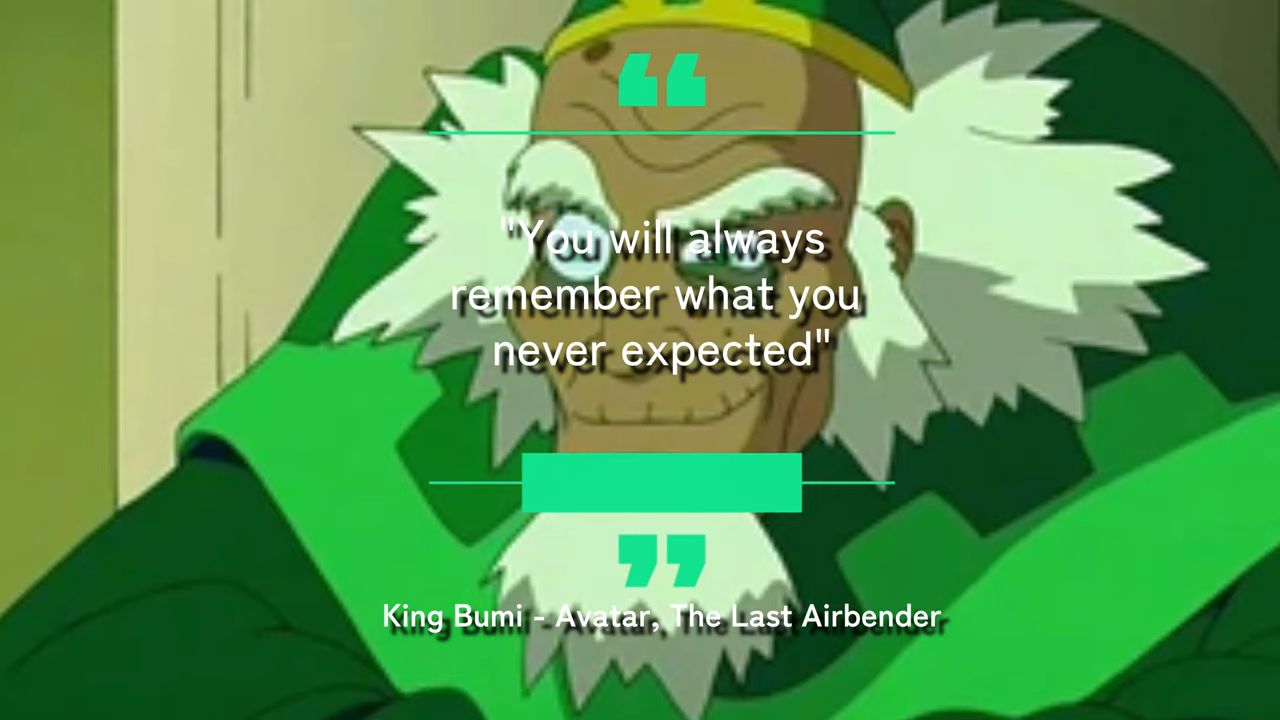 "You will always
remember what you
never expected"
King Bumi - Avatar, The Last Airbender